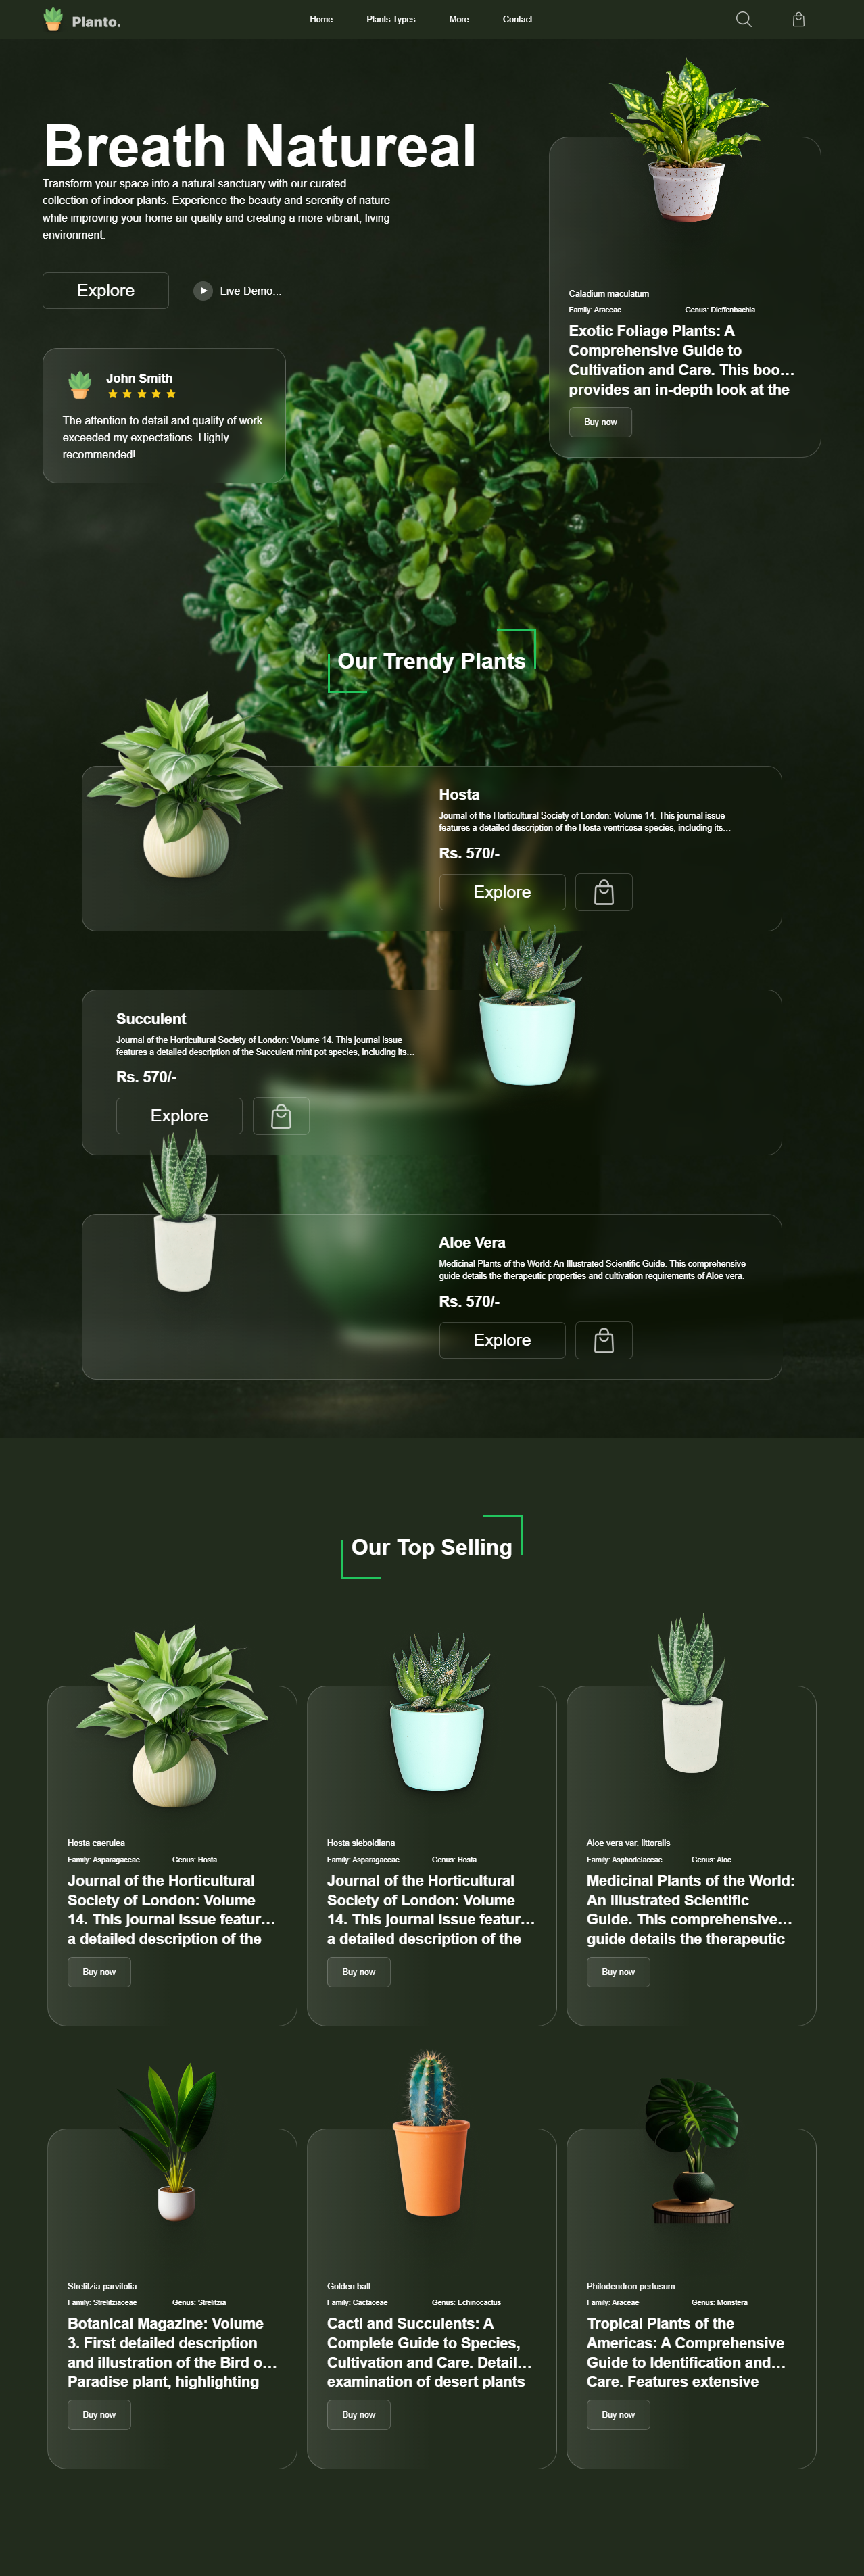 Planto.
Home
Plants Types
More
Contact
Breath Natureal
Transform your space into a natural sanctuary with our curated
collection of indoor plants. Experience the beauty and serenity of nature
while improving your home air quality and creating a more vibrant, living
environment.
Explore
Live Demo...
John Smith
The attention to detail and quality of work
exceeded my expectations. Highly
recommended!
Caladium maculatum
Family: Araceae
Genus: Dieffenbachia
Exotic Foliage Plants: A
Comprehensive Guide to
Cultivation and Care. This boo…
provides an in-depth look at the
Buy now
Our Trendy Plants
Hosta
Journal of the Horticultural Society of London: Volume 14. This journal issue
features a detailed description of the Hosta ventricosa species, including its…
Rs. 570/-
Explore
Succulent
Journal of the Horticultural Society of London: Volume 14. This journal issue
features a detailed description of the Succulent mint pot species, including its…
Rs. 570/-
Explore
Aloe Vera
Medicinal Plants of the World: An Illustrated Scientific Guide. This comprehensive
guide details the therapeutic properties and cultivation requirements of Aloe vera.
Rs. 570/-
Explore
Our Top Selling
Hosta caerulea
Family: Asparagaceae
Genus: Hosta
Journal of the Horticultural
Society of London: Volume
14. This journal issue featur…
a detailed description of the
Buy now
Hosta sieboldiana
Family: Asparagaceae
Genus: Hosta
Journal of the Horticultural
Society of London: Volume
14. This journal issue featur…
a detailed description of the
Buy now
Aloe vera var. littoralis
Family: Asphodelaceae
Genus: Aloe
Medicinal Plants of the World:
An Illustrated Scientific
Guide. This comprehensive…
guide details the therapeutic
Buy now
Strelitzia parvifolia
Family: Strelitziaceae
Genus: Strelitzia
Botanical Magazine: Volume
3. First detailed description
and illustration of the Bird o…
Paradise plant, highlighting
Buy now
Golden ball
Family: Cactaceae
Genus: Echinocactus
Cacti and Succulents: A
Complete Guide to Species,
Cultivation and Care. Detail…
examination of desert plants
Buy now
Philodendron pertusum
Family: Araceae
Genus: Monstera
Tropical Plants of the
Americas: A Comprehensive
Guide to Identification and…
Care. Features extensive
Buy now